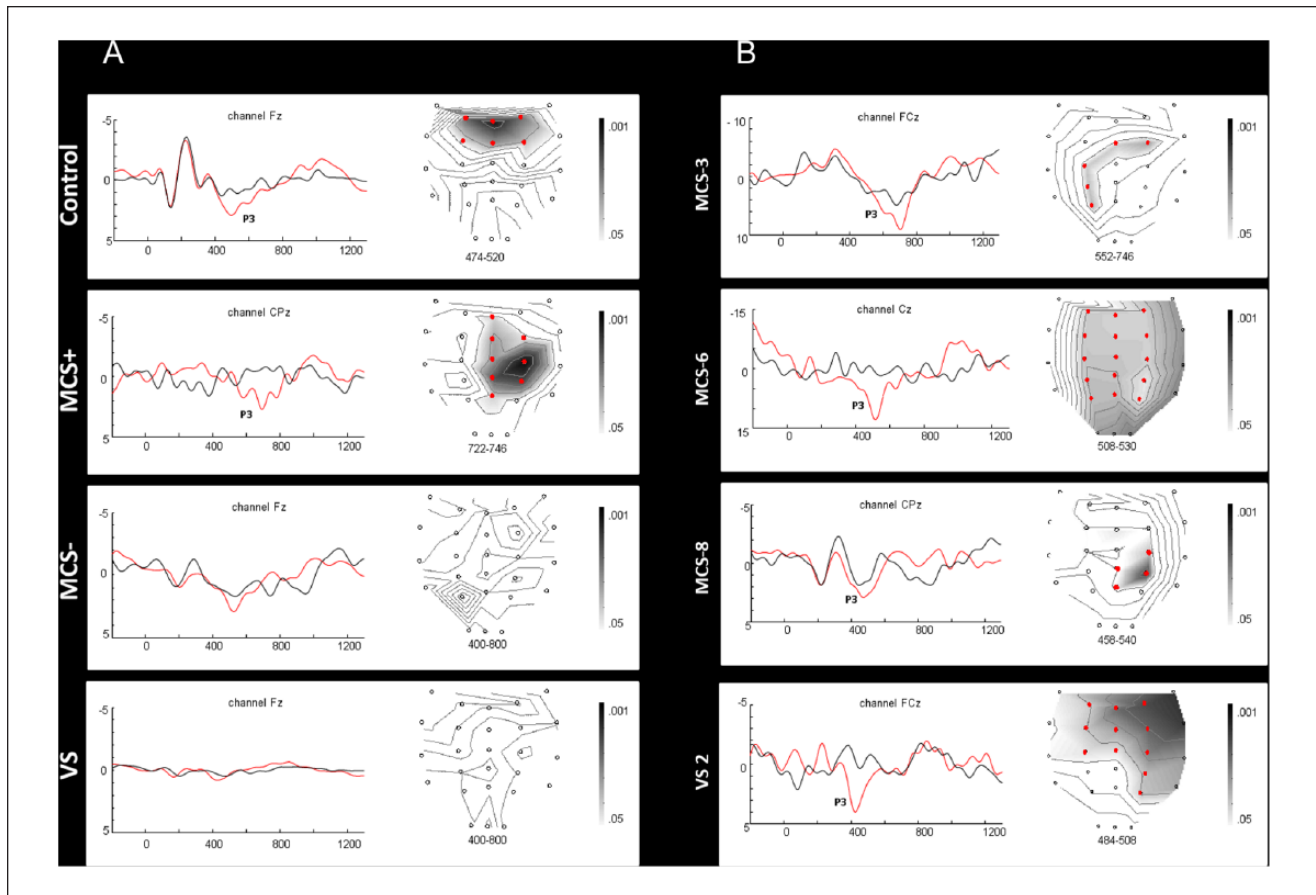 A
Control
channel Fz
-5
0
5
0 400 800 1200
P3
474-520
.001
.05
MCS+
channel CPz
-5
0
5
0 400 800 1200
P3
722-746
.001
.05
MCS-
channel Fz
-5
0
5
0 400 800 1200
400-800
.001
.05
VS
channel Fz
-5
0
5
0 400 800 1200
400-800
.001
.05
B
MCS-3
channel FCz
- 10
0
10
0 400 800 1200
P3
552-746
.001
.05
MCS-6
channel Cz
-15
0
15
0 400 800 1200
P3
508-530
.001
.05
MCS-8
channel CPz
-5
0
5
0 400 800 1200
P3
458-540
.001
.05
VS 2
channel FCz
-5
0
5
0 400 800 1200
P3
484-508
.001
.05